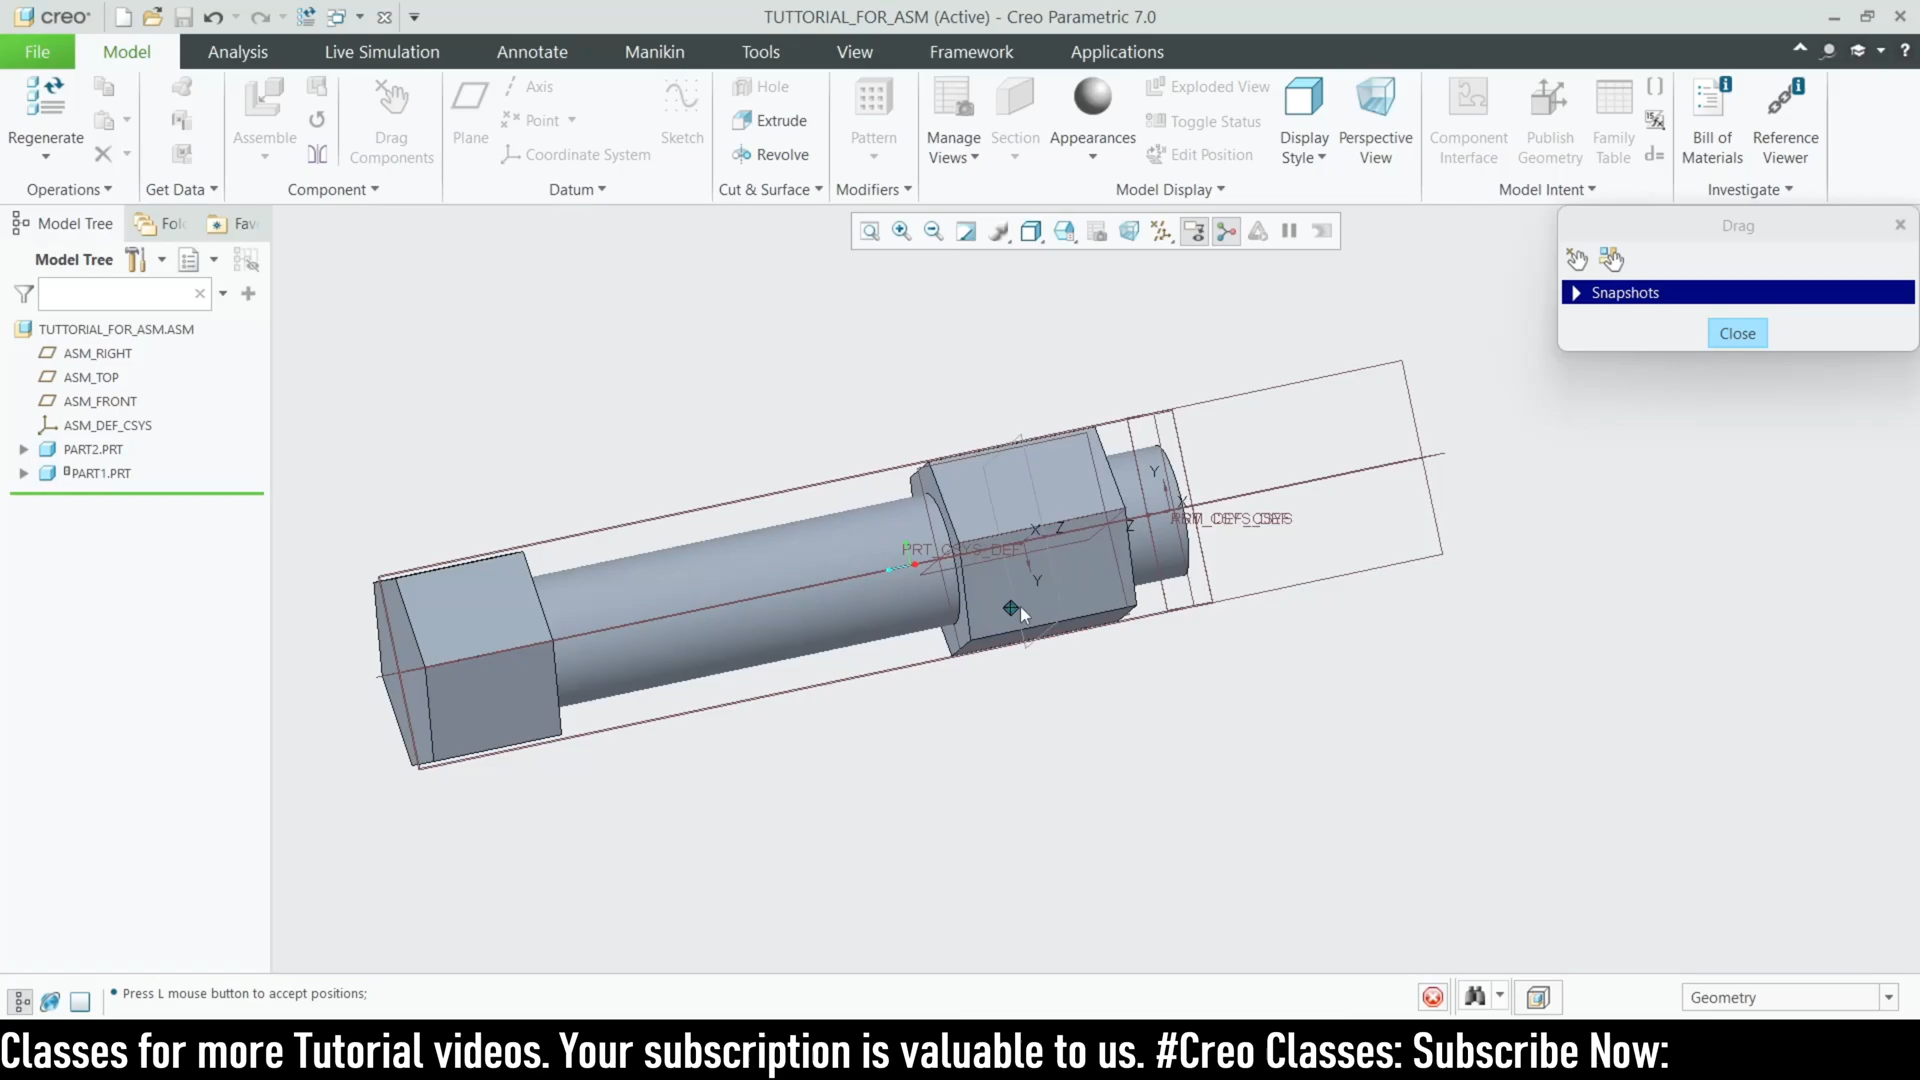 creo
TUTTORIAL_FOR_ASM (Active) - Creo Parametric 7.0
File Model Analysis Live Simulation Annotate Manikin Tools View Framework Applications
Regenerate
Operations
Get Data
Assemble
Drag Components
Component
Plane
Axis
Point
Coordinate System
Sketch
Datum
Hole
Extrude
Revolve
Cut & Surface
Pattern
Modifiers
Manage Views
Section
Appearances
Exploded View
Toggle Status
Edit Position
Display Style
Perspective View
Model Display
Component Interface
Publish Geometry
Family Table
Model Intent
Bill of Materials
Reference Viewer
Investigate
Model Tree
Fol
Fav
Model Tree
TUTTORIAL_FOR_ASM.ASM
ASM_RIGHT
ASM_TOP
ASM_FRONT
ASM_DEF_CSYS
PART2.PRT
PART1.PRT
Drag
Snapshots
Close
Y
X
Z
X
Z
PRT_CSYS_DEF
Y
Press L mouse button to accept positions;
Geometry
Classes for more Tutorial videos. Your subscription is valuable to us. #Creo Classes: Subscribe Now: